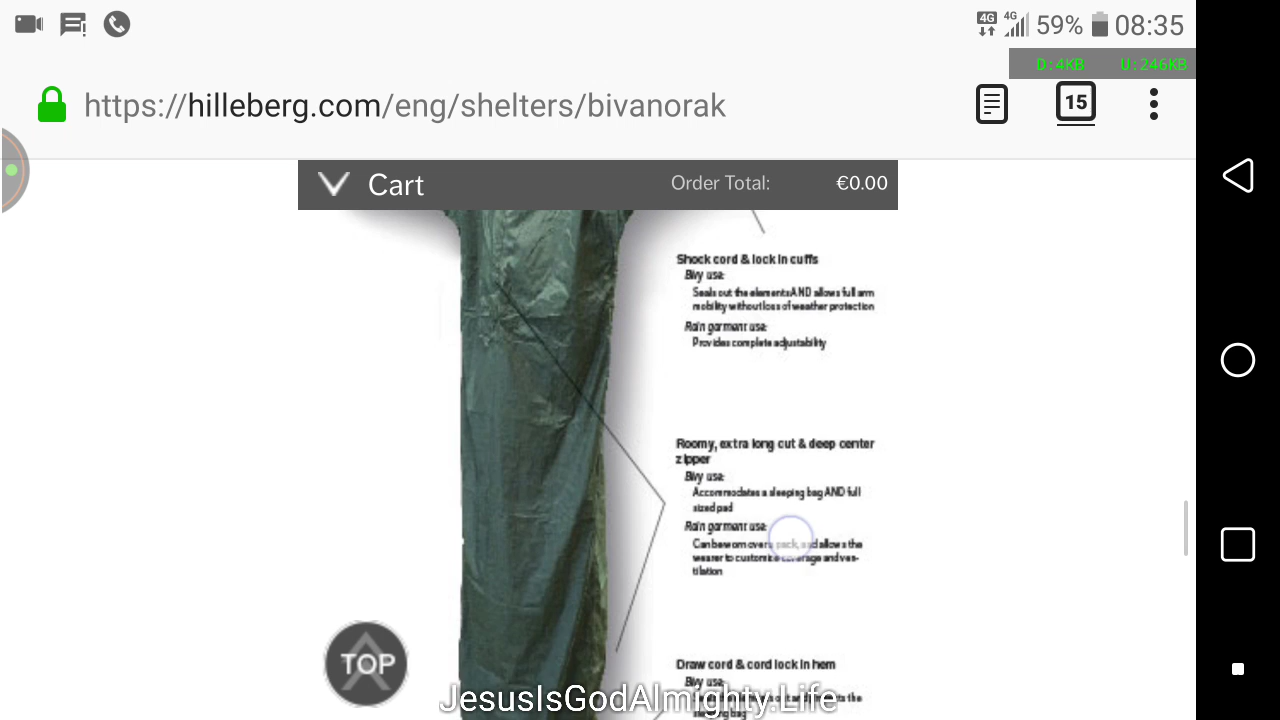 4G 4G 59% 08:35
D: 4KB U: 246KB
https://hilleberg.com/eng/shelters/bivanorak
15
Cart Order Total: €0.00
Shock cord & lock in cuffs
Bivy use:
Seals out the elements AND allows full arm
mobility without loss of weather protection
Rain garment use:
Provides complete adjustability
Roomy, extra long cut & deep center
zipper
Bivy use:
Accommodates a sleeping bag AND full
sized pad
Rain garment use:
Can be worn over a pack, and allows the
wearer to customize coverage and ven-
tilation
TOP
Draw cord & cord lock in hem
Bivy use:
JesusIsGodAlmighty.Life
the
sleeping bag